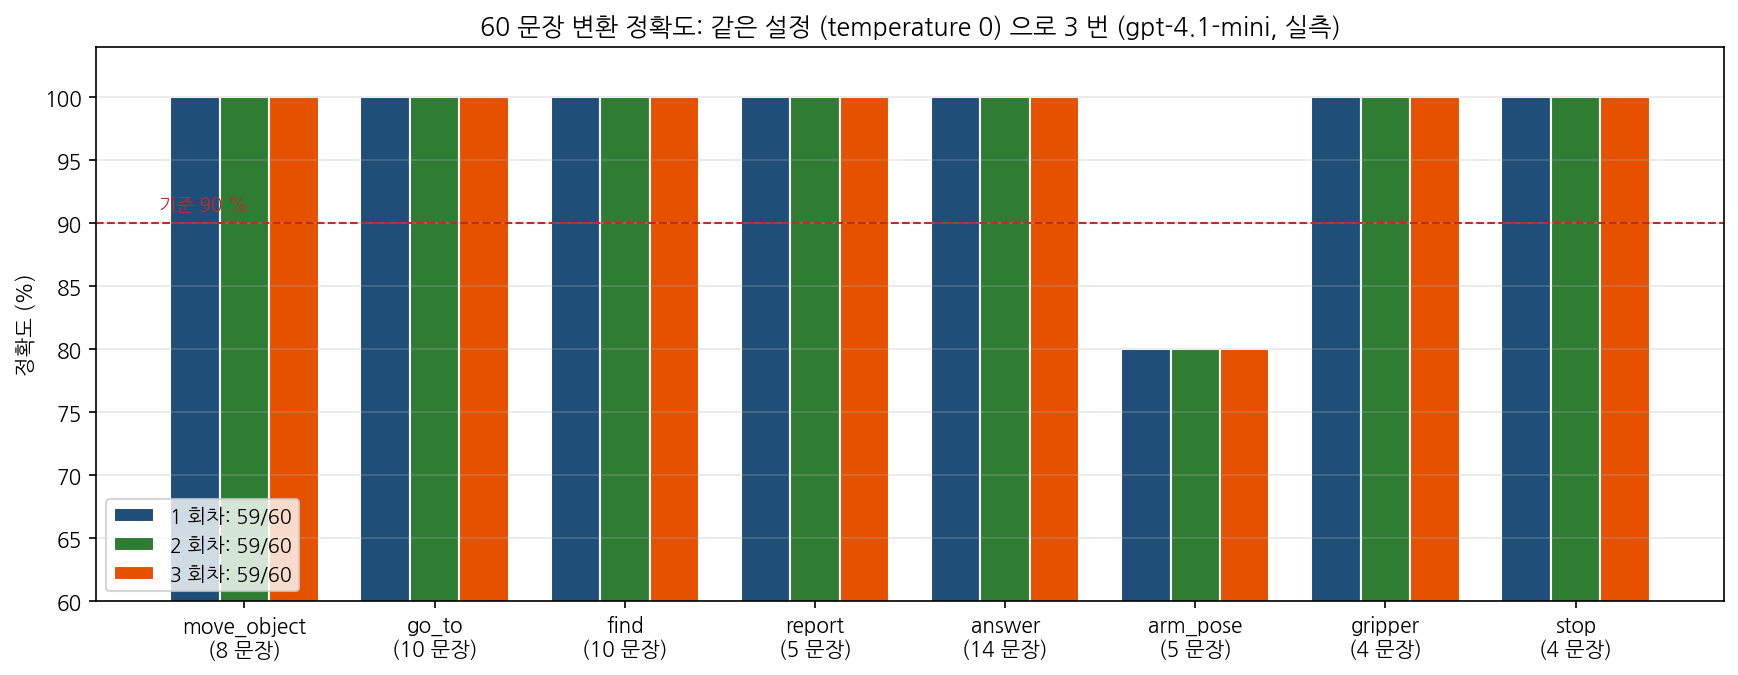 60 문장 변환 정확도: 같은 설정 (temperature 0) 으로 3 번 (gpt-4.1-mini, 실측)
정확도 (%)
100
95
90
85
80
75
70
65
60
기준 90 %
1 회차: 59/60
2 회차: 59/60
3 회차: 59/60
move_object
(8 문장)
go_to
(10 문장)
find
(10 문장)
report
(5 문장)
answer
(14 문장)
arm_pose
(5 문장)
gripper
(4 문장)
stop
(4 문장)